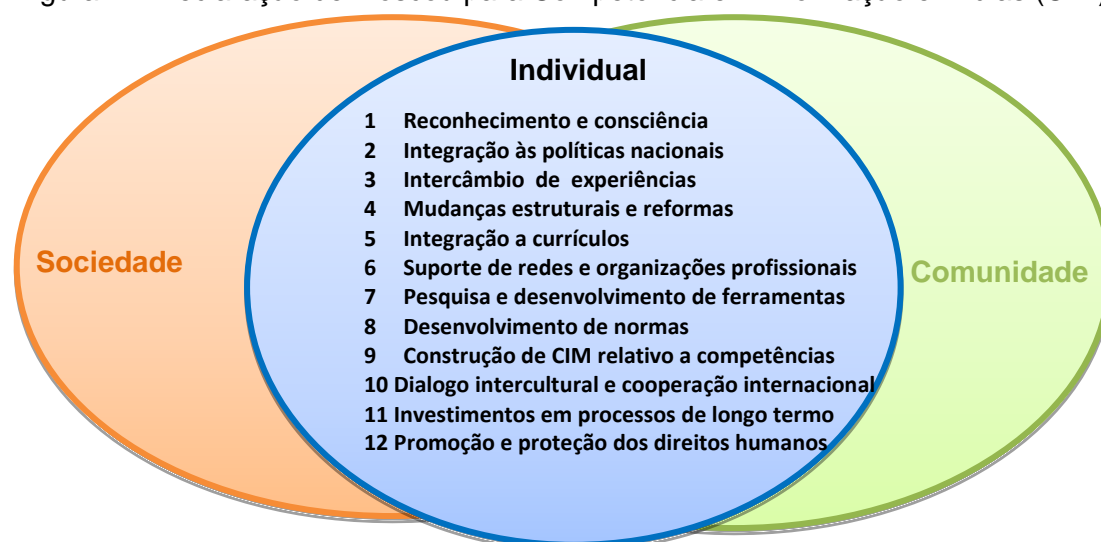 para
Individual
1 Reconhecimento e consciência
2 Integração às políticas nacionais
3 Intercâmbio de experiências
4 Mudanças estruturais e reformas
5 Integração a currículos
Sociedade
6 Suporte de redes e organizações profissionais
Comunidade
7 Pesquisa e desenvolvimento de ferramentas
8 Desenvolvimento de normas
9 Construção de CIM relativo a competências
10 Dialogo intercultural e cooperação internacional
11 Investimentos em processos de longo termo
12 Promoção e proteção dos direitos humanos